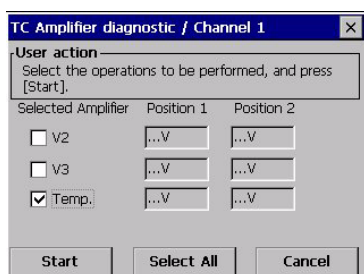 TC Amplifier diagnostic / Channel 1
User action
Select the operations to be performed, and press
[Start].
Selected Amplifier Position 1 Position 2
V2 ...V ...V
V3 ...V ...V
Temp. ...V ...V
Start Select All Cancel